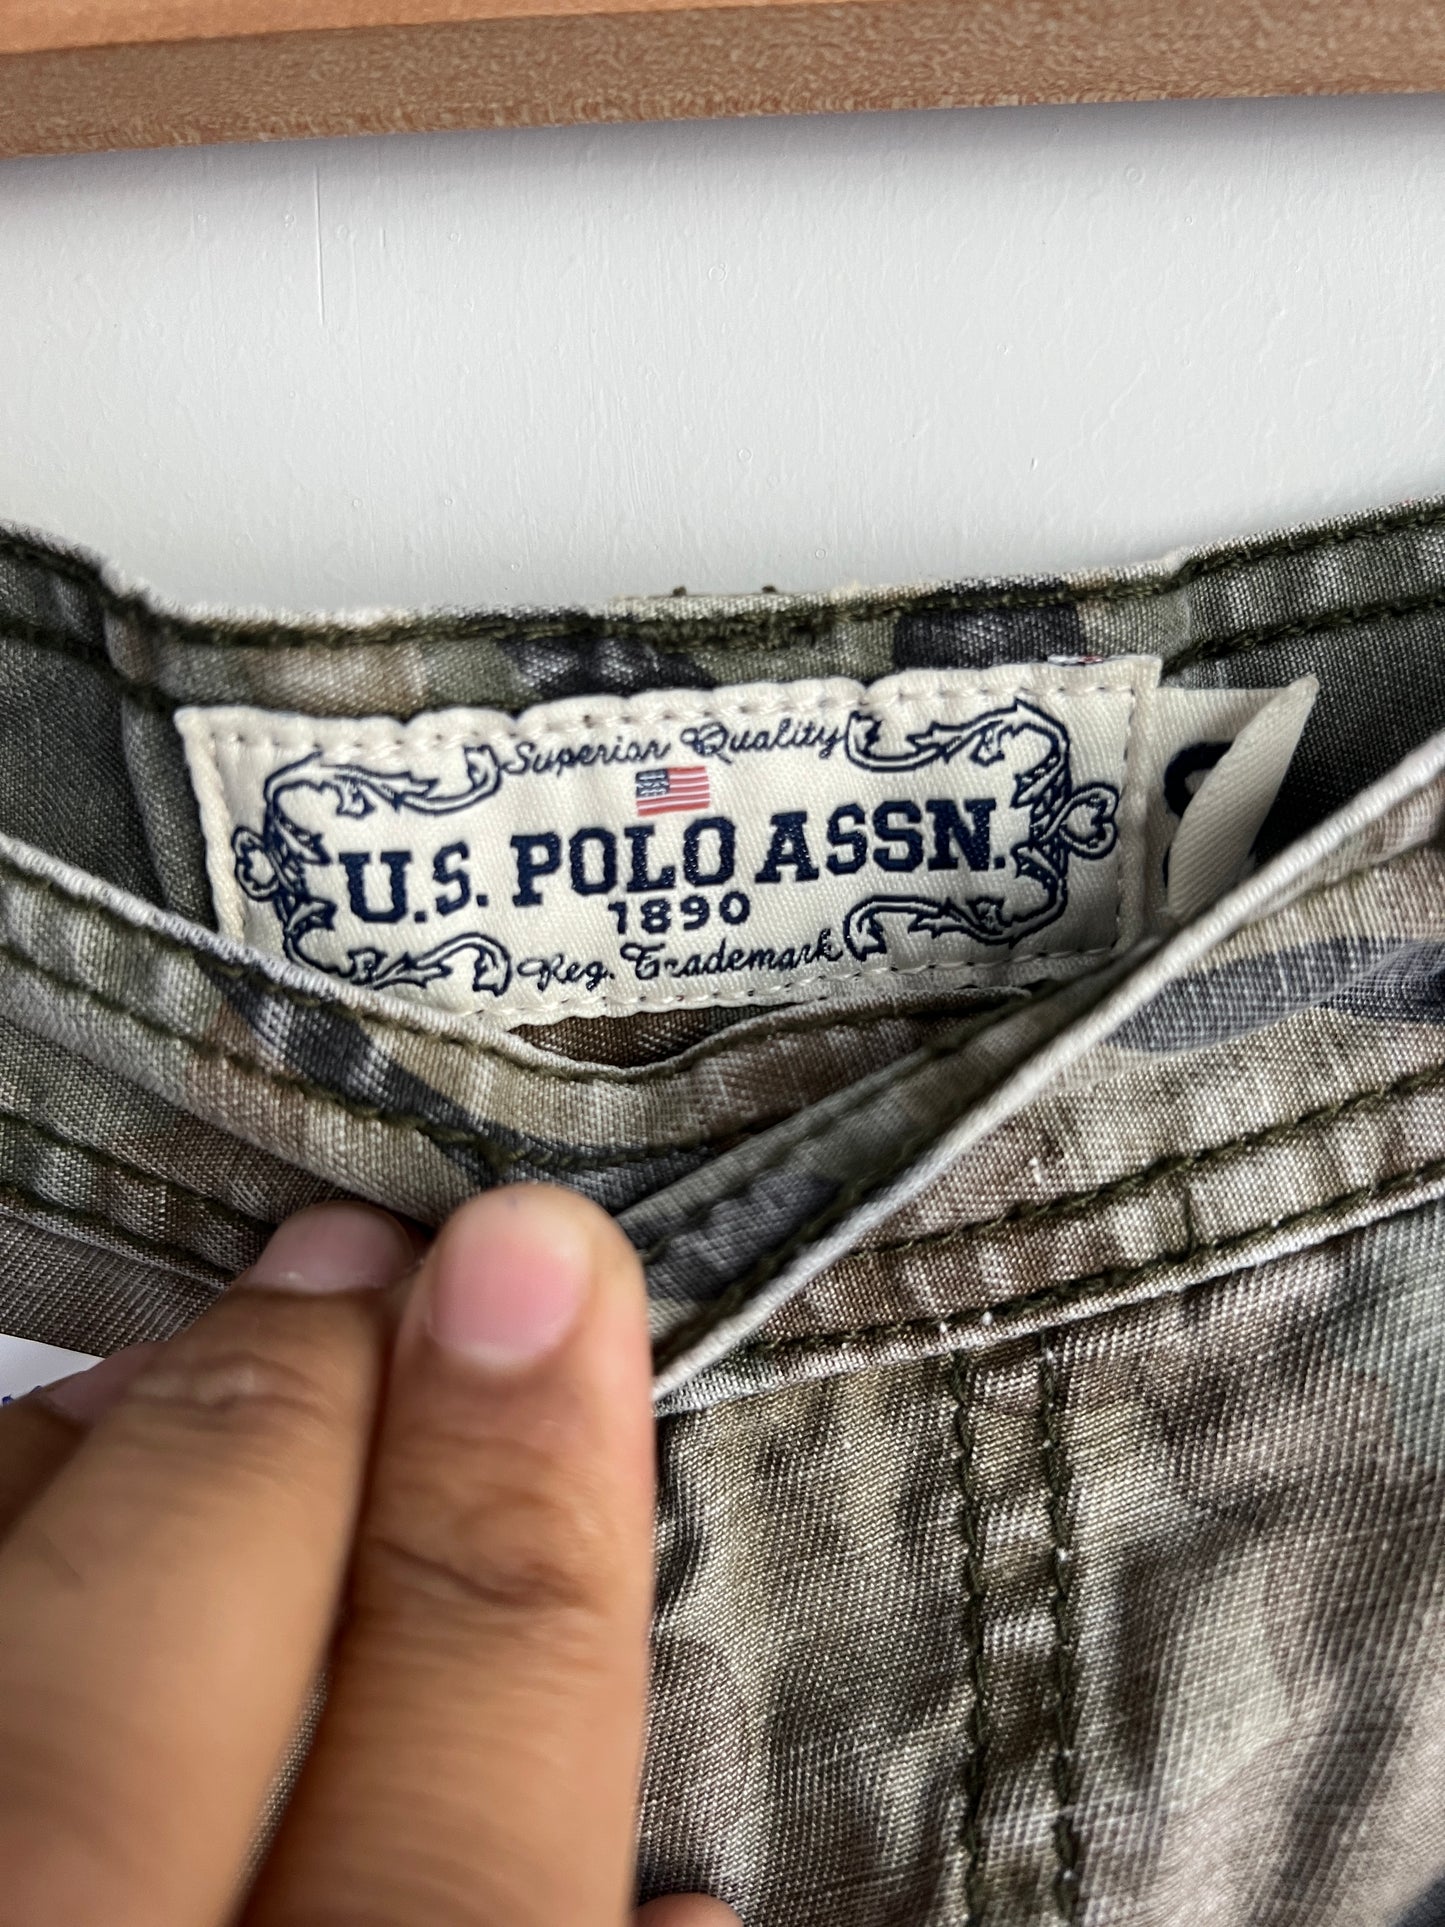 Superior Quality
U.S. POLO ASSN.
1890
Reg. Trademark